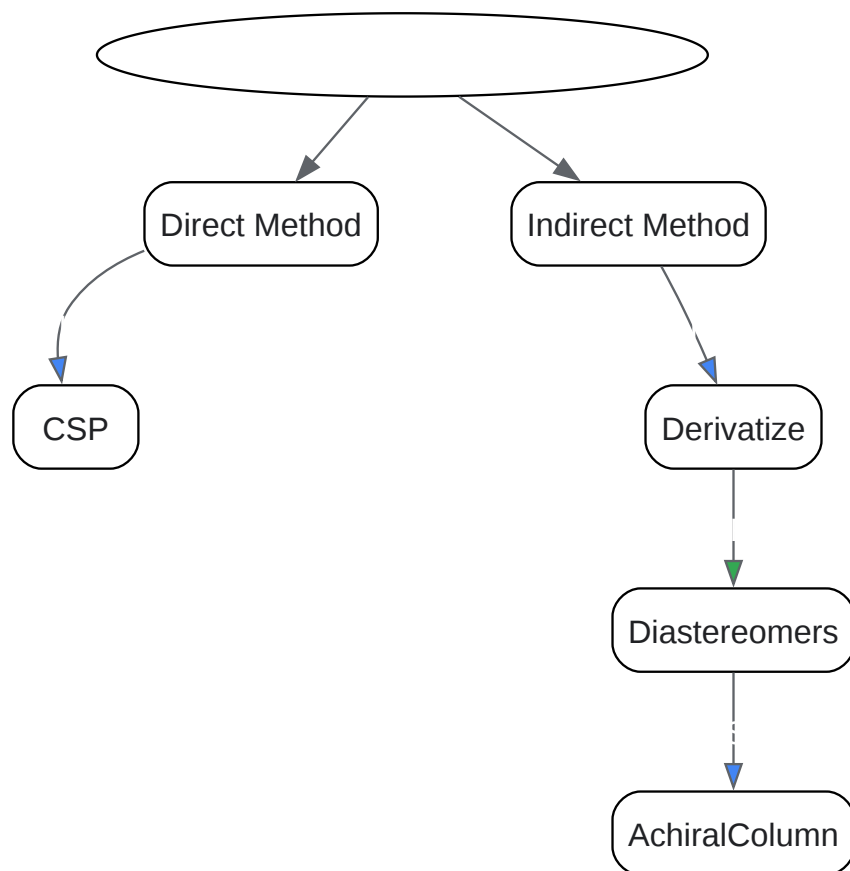 Direct Method
Indirect Method
CSP
Derivatize
Diastereomers
AchiralColumn